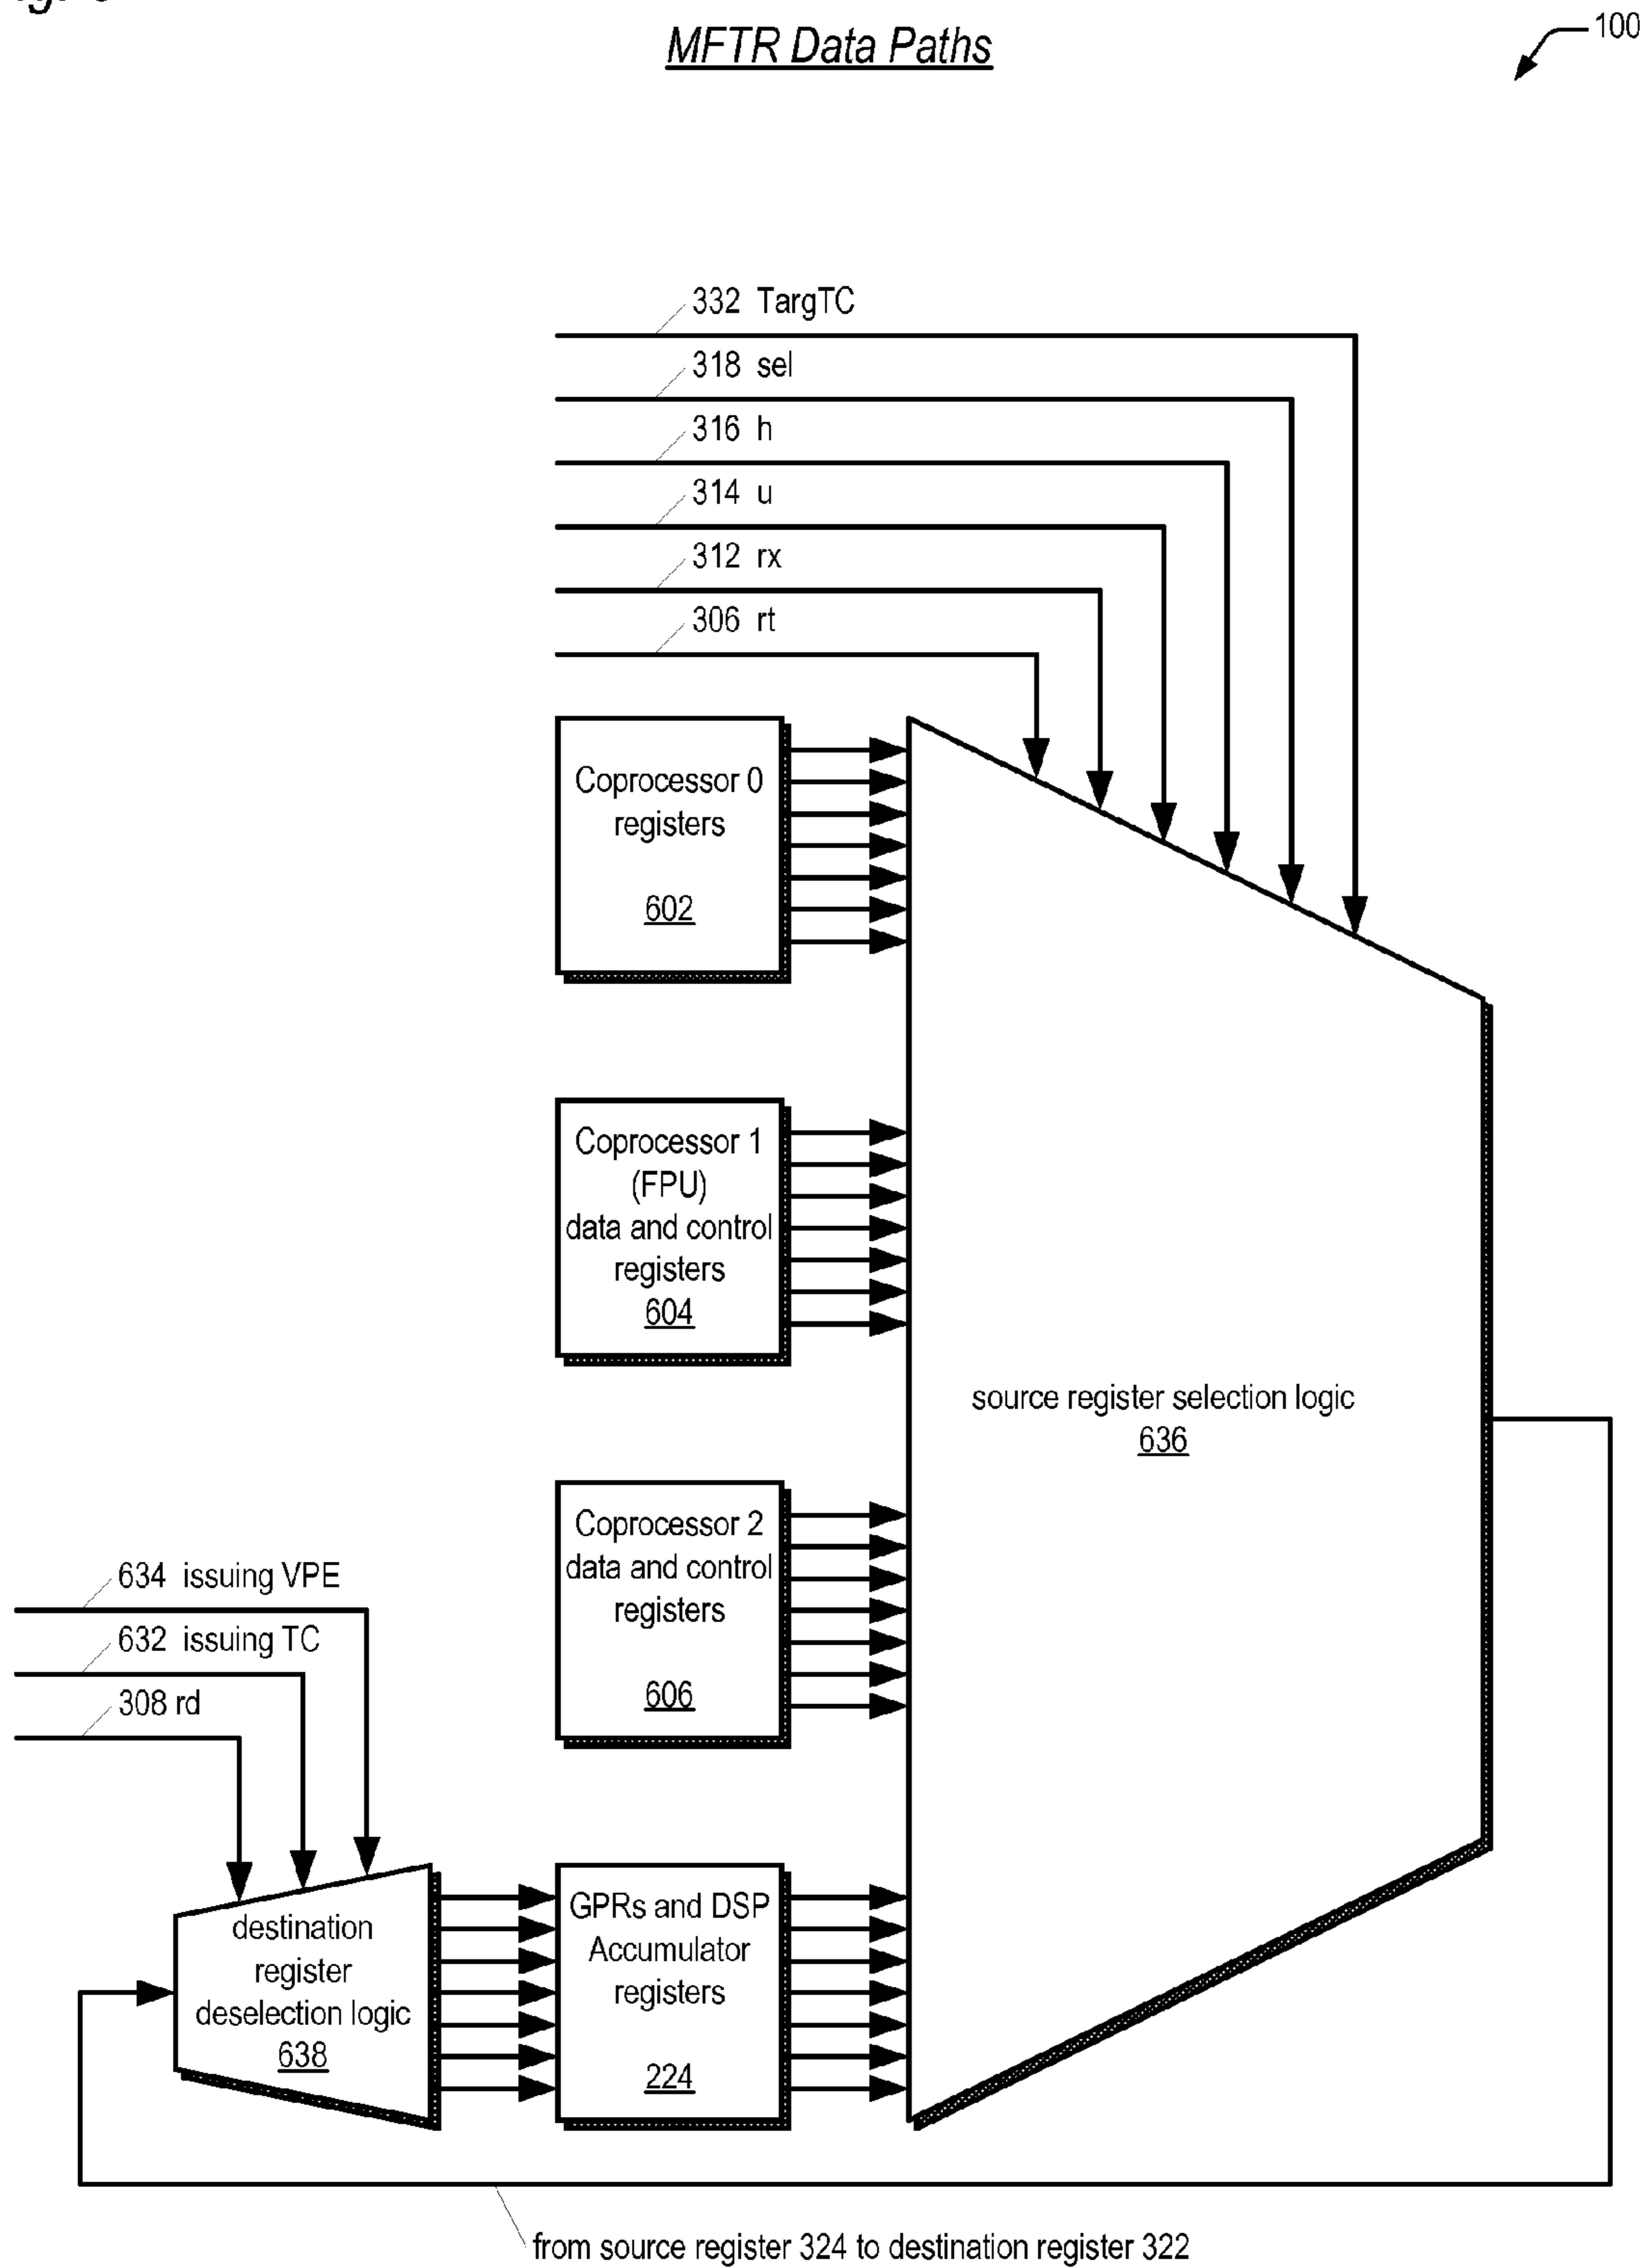 MFTR Data Paths
100
332 TargTC
318 sel
316 h
314 u
312 rx
306 rt
Coprocessor 0
registers
602
Coprocessor 1
(FPU)
data and control
registers
604
source register selection logic
636
Coprocessor 2
data and control
registers
606
634 issuing VPE
632 issuing TC
308 rd
destination
register
deselection logic
638
GPRs and DSP
Accumulator
registers
224
from source register 324 to destination register 322